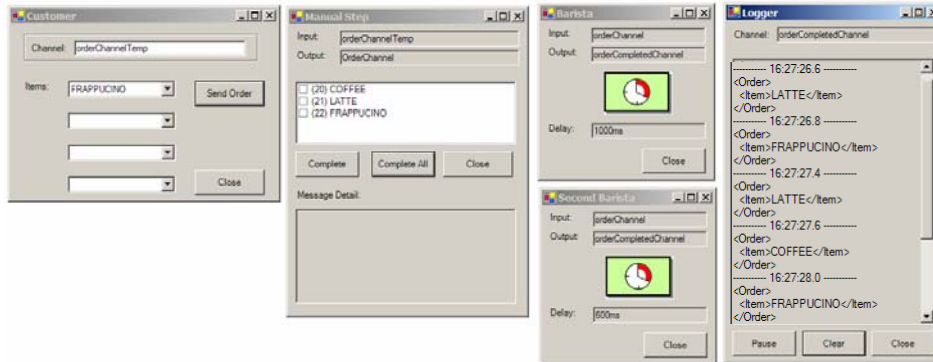 Customer
Channel: orderChannelTemp
Items: FRAPPUCINO
Send Order
Close
Manual Step
Input: orderChannelTemp
Output: OrderChannel
(20) COFFEE
(21) LATTE
(22) FRAPPUCINO
Complete Complete All Close
Message Detail:
Barista
Input: orderChannel
Output: orderCompletedChannel
Delay: 1000ms
Close
Second Barista
Input: orderChannel
Output: orderCompletedChannel
Delay: 600ms
Close
Logger
Channel: orderCompletedChannel
---------- 16:27:26.6 ----------
<Order>
<Item>LATTE</Item>
</Order>
---------- 16:27:26.8 ----------
<Order>
<Item>FRAPPUCINO</Item>
</Order>
---------- 16:27:27.4 ----------
<Order>
<Item>LATTE</Item>
</Order>
---------- 16:27:27.6 ----------
<Order>
<Item>COFFEE</Item>
</Order>
---------- 16:27:28.0 ----------
<Order>
<Item>FRAPPUCINO</Item>
</Order>
Pause Clear Close